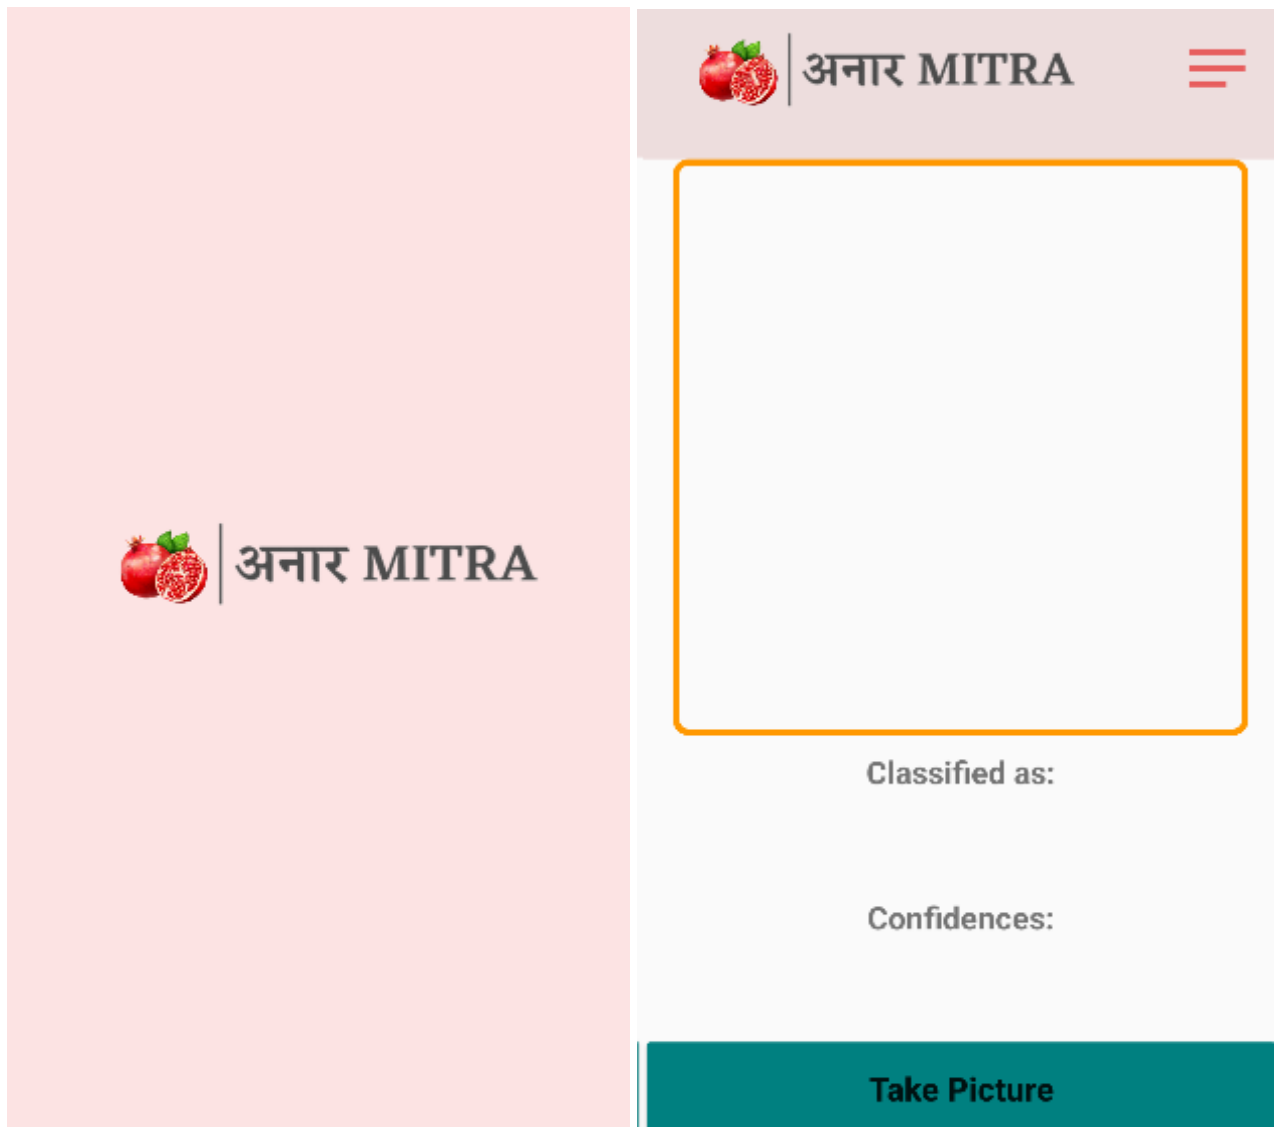 अनार MITRA
अनार MITRA
Classified as:
Confidences:
Take Picture